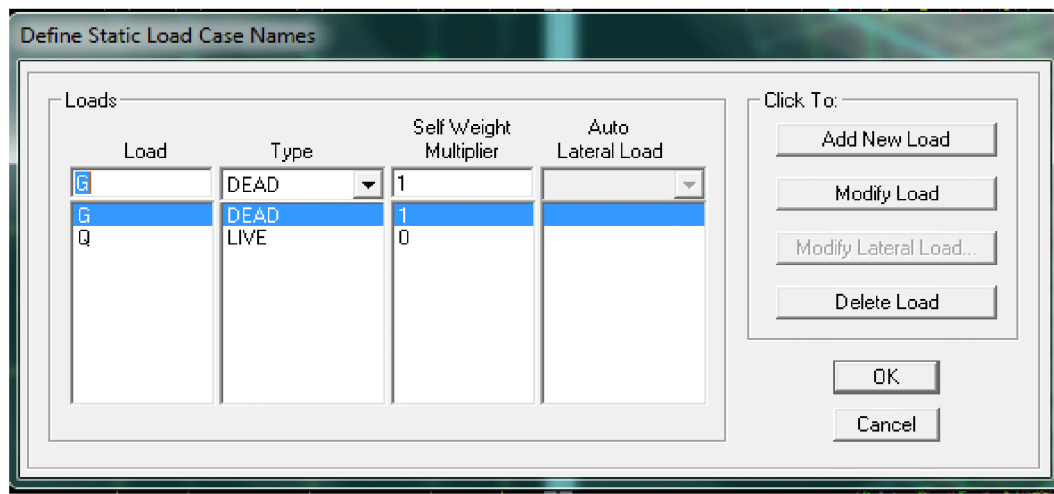 Define Static Load Case Names
Loads
Load Type Self Weight Multiplier Auto Lateral Load
G DEAD 1
G DEAD 1
Q LIVE 0
Click To:
Add New Load
Modify Load
Modify Lateral Load...
Delete Load
OK
Cancel